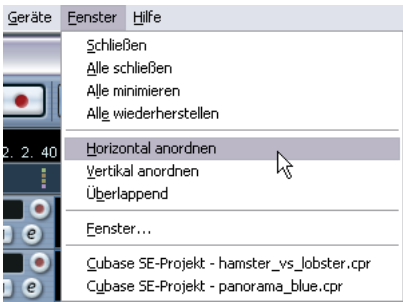 Geräte Fenster Hilfe
Schließen
Alle schließen
Alle minimieren
Alle wiederherstellen
2. 2. 40
Horizontal anordnen
Vertikal anordnen
Überlappend
Fenster...
e
Cubase SE-Projekt - hamster_vs_lobster.cpr
Cubase SE-Projekt - panorama_blue.cpr
e